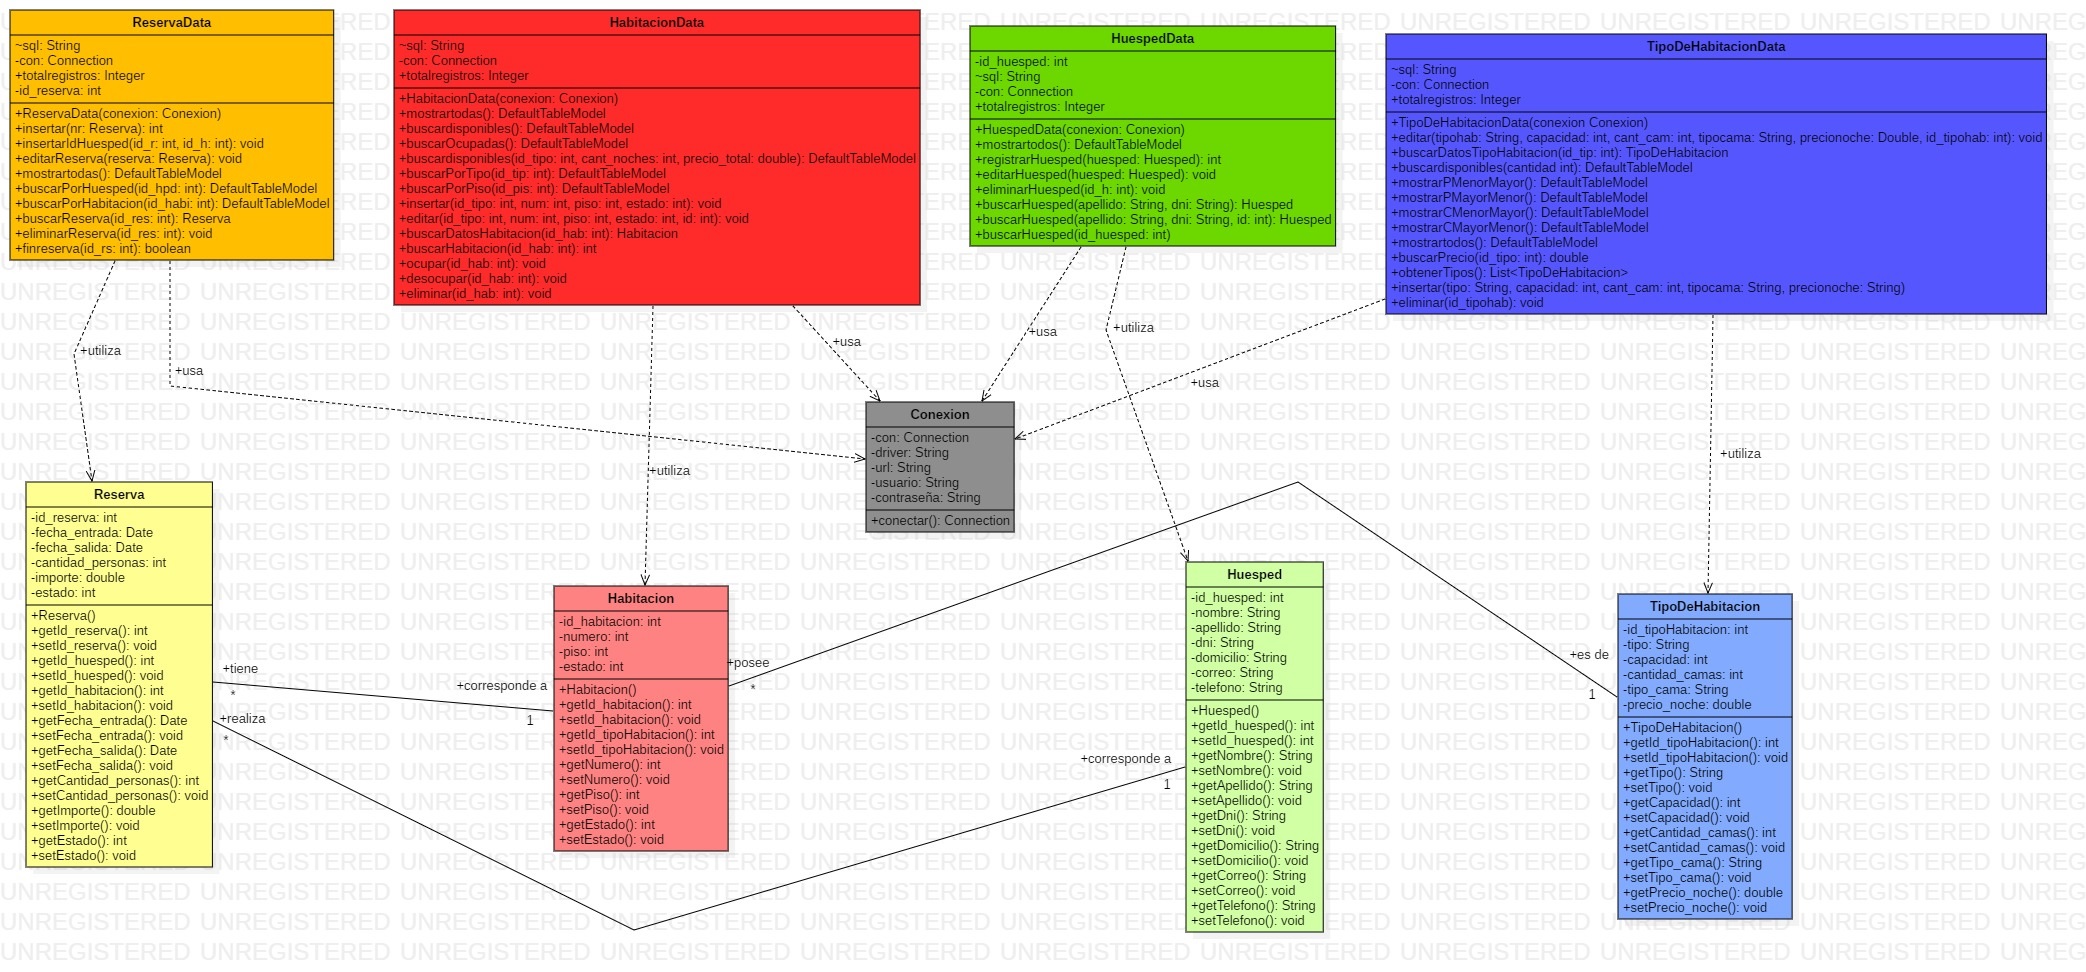 ReservaData
~sql: String
-con: Connection
+totalregistros: Integer
-id_reserva: int
+ReservaData(conexion: Conexion)
+insertar(nr: Reserva): int
+insertarIdHuesped(id_r: int, id_h: int): void
+editarReserva(reserva: Reserva): void
+mostrartodas(): DefaultTableModel
+buscarPorHuesped(id_hpd: int): DefaultTableModel
+buscarPorHabitacion(id_habi: int): DefaultTableModel
+buscarReserva(id_res: int): Reserva
+eliminarReserva(id_res: int): void
+finreserva(id_rs: int): boolean
HabitacionData
~sql: String
-con: Connection
+totalregistros: Integer
+HabitacionData(conexion: Conexion)
+mostrartodas(): DefaultTableModel
+buscardisponibles(): DefaultTableModel
+buscarOcupadas(): DefaultTableModel
+buscardisponibles(id_tipo: int, cant_noches: int, precio_total: double): DefaultTableModel
+buscarPorTipo(id_tip: int): DefaultTableModel
+buscarPorPiso(id_pis: int): DefaultTableModel
+insertar(id_tipo: int, num: int, piso: int, estado: int): void
+editar(id_tipo: int, num: int, piso: int, estado: int, id: int): void
+buscarDatosHabitacion(id_hab: int): Habitacion
+buscarHabitacion(id_hab: int): int
+ocupar(id_hab: int): void
+desocupar(id_hab: int): void
+eliminar(id_hab: int): void
HuespedData
-id_huesped: int
~sql: String
-con: Connection
+totalregistros: Integer
+HuespedData(conexion: Conexion)
+mostrartodos(): DefaultTableModel
+registrarHuesped(huesped: Huesped): int
+editarHuesped(huesped: Huesped): void
+eliminarHuesped(id_h: int): void
+buscarHuesped(apellido: String, dni: String): Huesped
+buscarHuesped(apellido: String, dni: String, id: int): Huesped
+buscarHuesped(id_huesped: int)
TipoDeHabitacionData
~sql: String
-con: Connection
+totalregistros: Integer
+TipoDeHabitacionData(conexion Conexion)
+editar(tipohab: String, capacidad: int, cant_cam: int, tipocama: String, precionoche: Double, id_tipohab: int): void
+buscarDatosTipoHabitacion(id_tip: int): TipoDeHabitacion
+buscardisponibles(cantidad int): DefaultTableModel
+mostrarPMenorMayor(): DefaultTableModel
+mostrarPMayorMenor(): DefaultTableModel
+mostrarCMenorMayor(): DefaultTableModel
+mostrarCMayorMenor(): DefaultTableModel
+mostrartodos(): DefaultTableModel
+buscarPrecio(id_tipo: int): double
+obtenerTipos(): List<TipoDeHabitacion>
+insertar(tipo: String, capacidad: int, cant_cam: int, tipocama: String, precionoche: String)
+eliminar(id_tipohab): void
+utiliza
+usa
+usa
+usa
+utiliza
+usa
+utiliza
+utiliza
Conexion
-con: Connection
-driver: String
-url: String
-usuario: String
-contraseña: String
+conectar(): Connection
Reserva
-id_reserva: int
-fecha_entrada: Date
-fecha_salida: Date
-cantidad_personas: int
-importe: double
-estado: int
+Reserva()
+getId_reserva(): int
+setId_reserva(): void
+getId_huesped(): int
+setId_huesped(): void
+getId_habitacion(): int
+setId_habitacion(): void
+getFecha_entrada(): Date
+setFecha_entrada(): void
+getFecha_salida(): Date
+setFecha_salida(): void
+getCantidad_personas(): int
+setCantidad_personas(): void
+getImporte(): double
+setImporte(): void
+getEstado(): int
+setEstado(): void
+tiene
*
+realiza
*
+corresponde a
1
Habitacion
-id_habitacion: int
-numero: int
-piso: int
-estado: int
+Habitacion()
+getId_habitacion(): int
+setId_habitacion(): void
+getId_tipoHabitacion(): int
+setId_tipoHabitacion(): void
+getNumero(): int
+setNumero(): void
+getPiso(): int
+setPiso(): void
+getEstado(): int
+setEstado(): void
+posee
*
+corresponde a
1
Huesped
-id_huesped: int
-nombre: String
-apellido: String
-dni: String
-domicilio: String
-correo: String
-telefono: String
+Huesped()
+getId_huesped(): int
+setId_huesped(): int
+getNombre(): String
+setNombre(): void
+getApellido(): String
+setApellido(): void
+getDni(): String
+setDni(): void
+getDomicilio(): String
+setDomicilio(): void
+getCorreo(): String
+setCorreo(): void
+getTelefono(): String
+setTelefono(): void
+es de
1
TipoDeHabitacion
-id_tipoHabitacion: int
-tipo: String
-capacidad: int
-cantidad_camas: int
-tipo_cama: String
-precio_noche: double
+TipoDeHabitacion()
+getId_tipoHabitacion(): int
+setId_tipoHabitacion(): void
+getTipo(): String
+setTipo(): void
+getCapacidad(): int
+setCapacidad(): void
+getCantidad_camas(): int
+setCantidad_camas(): void
+getTipo_cama(): String
+setTipo_cama(): void
+getPrecio_noche(): double
+setPrecio_noche(): void
UNREGISTERED